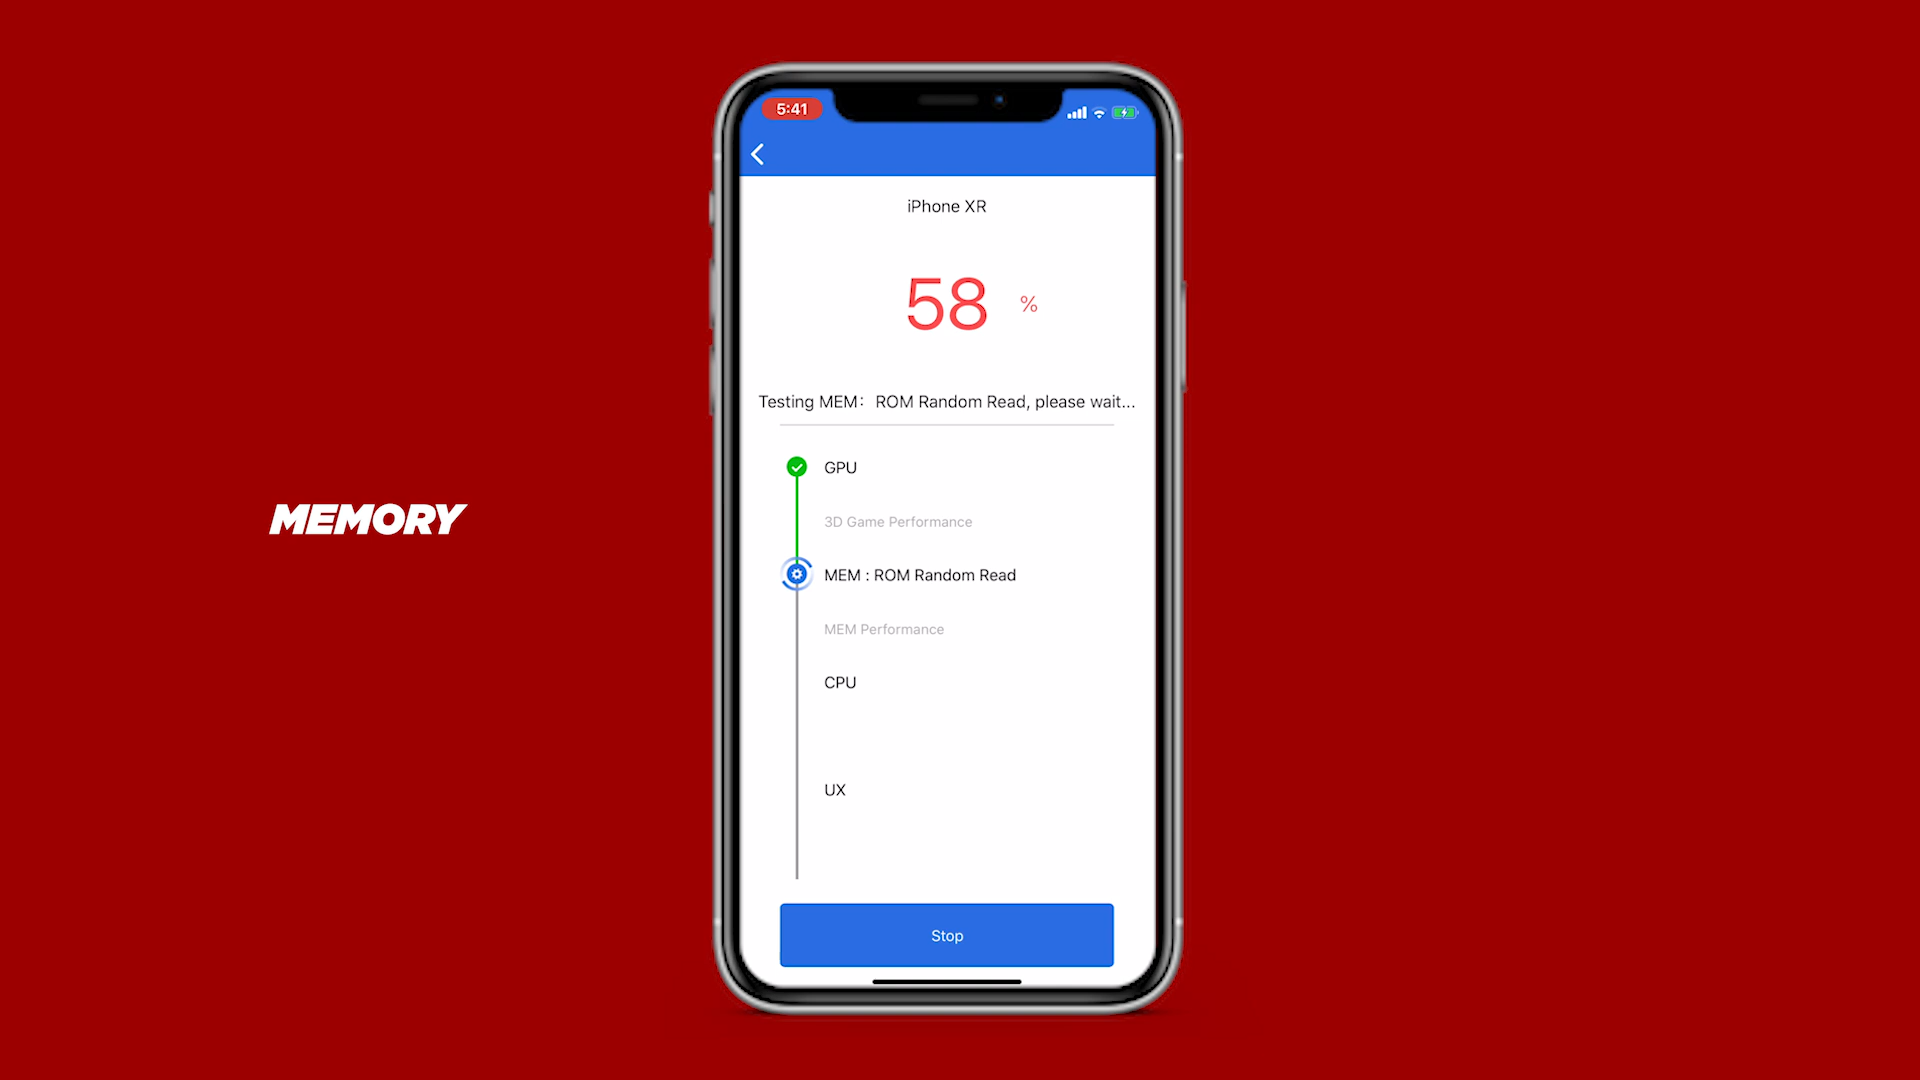 5:41
iPhone XR
58 %
Testing MEM: ROM Random Read, please wait...
GPU
3D Game Performance
MEMORY
MEM : ROM Random Read
MEM Performance
CPU
UX
Stop